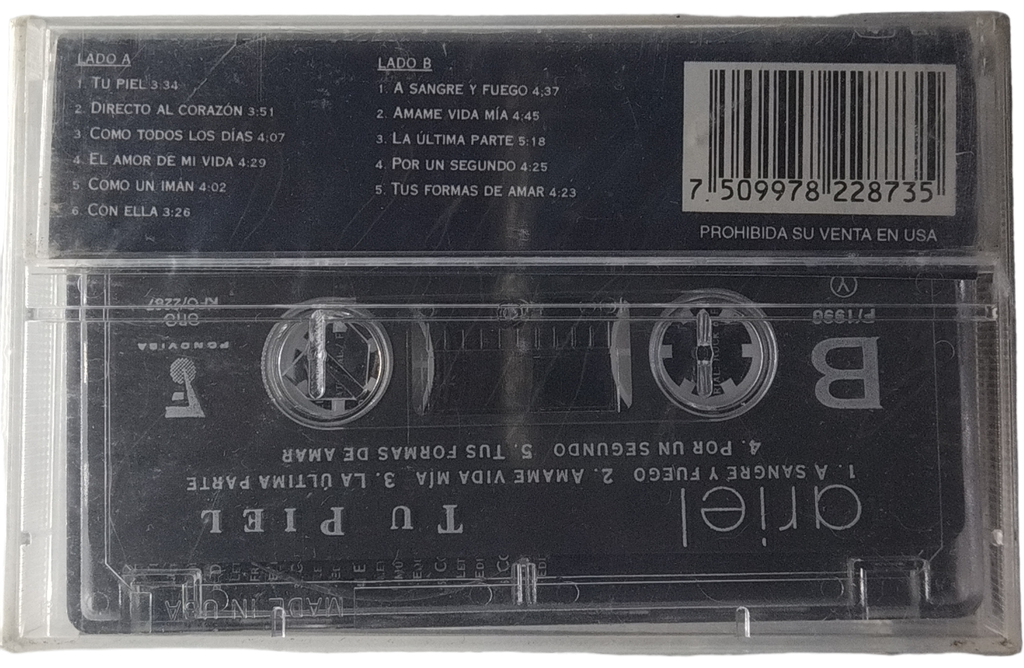 LADO A
1. TU PIEL 3:34
2. DIRECTO AL CORAZÓN 3:51
3. COMO TODOS LOS DÍAS 4:07
4. EL AMOR DE MI VIDA 4:29
5. COMO UN IMÁN 4:02
6. CON ELLA 3:26
LADO B
1. A SANGRE Y FUEGO 4:37
2. AMAME VIDA MÍA 4:45
3. LA ÚLTIMA PARTE 5:18
4. POR UN SEGUNDO 4:25
5. TUS FORMAS DE AMAR 4:23
7 509978 228735
PROHIBIDA SU VENTA EN USA
MADE IN USA
ariel TU PIEL
1. A SANGRE Y FUEGO 2. AMAME VIDA MÍA 3. LA ÚLTIMA PARTE
4. POR UN SEGUNDO 5. TUS FORMAS DE AMAR
B
FONOVISA
P/1998
Y